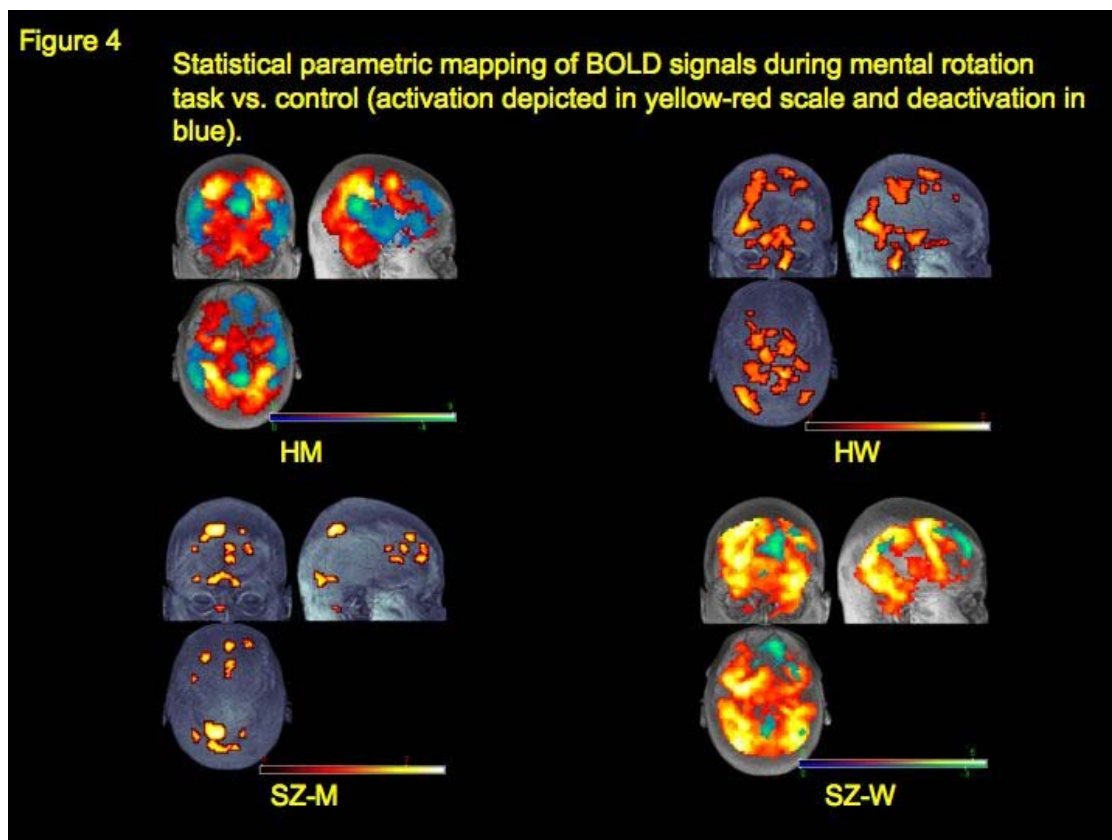 Figure 4
Statistical parametric mapping of BOLD signals during mental rotation
task vs. control (activation depicted in yellow-red scale and deactivation in
blue).
HM
HW
SZ-M
SZ-W